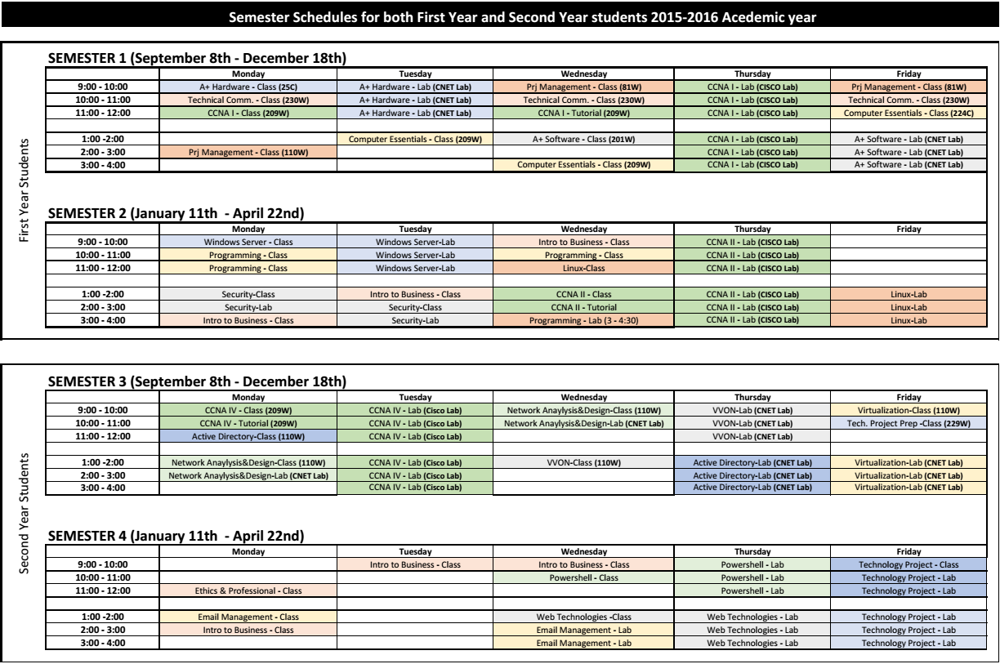 Semester Schedules for both First Year and Second Year students 2015-2016 Acedemic year
First Year Students
SEMESTER 1 (September 8th - December 18th)
Monday Tuesday Wednesday Thursday Friday
9:00 - 10:00 A+ Hardware - Class (25C) A+ Hardware - Lab (CNET Lab) Prj Management - Class (81W) CCNA I - Lab (CISCO Lab) Prj Management - Class (81W)
10:00 - 11:00 Technical Comm. - Class (230W) A+ Hardware - Lab (CNET Lab) Technical Comm. - Class (230W) CCNA I - Lab (CISCO Lab) Technical Comm. - Class (230W)
11:00 - 12:00 CCNA I - Class (209W) A+ Hardware - Lab (CNET Lab) CCNA I - Tutorial (209W) CCNA I - Lab (CISCO Lab) Computer Essentials - Class (224C)
1:00 -2:00 Computer Essentials - Class (209W) A+ Software - Class (201W) CCNA I - Lab (CISCO Lab) A+ Software - Lab (CNET Lab)
2:00 - 3:00 Prj Management - Class (110W) CCNA I - Lab (CISCO Lab) A+ Software - Lab (CNET Lab)
3:00 - 4:00 Computer Essentials - Class (209W) CCNA I - Lab (CISCO Lab) A+ Software - Lab (CNET Lab)
SEMESTER 2 (January 11th - April 22nd)
Monday Tuesday Wednesday Thursday Friday
9:00 - 10:00 Windows Server - Class Windows Server-Lab Intro to Business - Class CCNA II - Lab (CISCO Lab)
10:00 - 11:00 Programming - Class Windows Server-Lab Programming - Class CCNA II - Lab (CISCO Lab)
11:00 - 12:00 Programming - Class Windows Server-Lab Linux-Class CCNA II - Lab (CISCO Lab)
1:00 -2:00 Security-Class Intro to Business - Class CCNA II - Class CCNA II - Lab (CISCO Lab) Linux-Lab
2:00 - 3:00 Security-Lab Security-Class CCNA II - Tutorial CCNA II - Lab (CISCO Lab) Linux-Lab
3:00 - 4:00 Intro to Business - Class Security-Lab Programming - Lab (3 - 4:30) CCNA II - Lab (CISCO Lab) Linux-Lab
Second Year Students
SEMESTER 3 (September 8th - December 18th)
Monday Tuesday Wednesday Thursday Friday
9:00 - 10:00 CCNA IV - Class (209W) CCNA IV - Lab (Cisco Lab) Network Anaylysis&Design-Class (110W) VVON-Lab (CNET Lab) Virtualization-Class (110W)
10:00 - 11:00 CCNA IV - Tutorial (209W) CCNA IV - Lab (Cisco Lab) Network Anaylysis&Design-Lab (CNET Lab) VVON-Lab (CNET Lab) Tech. Project Prep -Class (229W)
11:00 - 12:00 Active Directory-Class (110W) CCNA IV - Lab (Cisco Lab) VVON-Lab (CNET Lab)
1:00 -2:00 Network Anaylysis&Design-Class (110W) CCNA IV - Lab (Cisco Lab) VVON-Class (110W) Active Directory-Lab (CNET Lab) Virtualization-Lab (CNET Lab)
2:00 - 3:00 Network Anaylysis&Design-Lab (CNET Lab) CCNA IV - Lab (Cisco Lab) Active Directory-Lab (CNET Lab) Virtualization-Lab (CNET Lab)
3:00 - 4:00 CCNA IV - Lab (Cisco Lab) Active Directory-Lab (CNET Lab) Virtualization-Lab (CNET Lab)
SEMESTER 4 (January 11th - April 22nd)
Monday Tuesday Wednesday Thursday Friday
9:00 - 10:00 Intro to Business - Class Intro to Business - Class Powershell - Lab Technology Project - Class
10:00 - 11:00 Powershell - Class Powershell - Lab Technology Project - Lab
11:00 - 12:00 Ethics & Professional - Class Powershell - Lab Technology Project - Lab
1:00 -2:00 Email Management - Class Web Technologies -Class Web Technologies - Lab Technology Project - Lab
2:00 - 3:00 Intro to Business - Class Email Management - Lab Web Technologies - Lab Technology Project - Lab
3:00 - 4:00 Email Management - Lab Web Technologies - Lab Technology Project - Lab